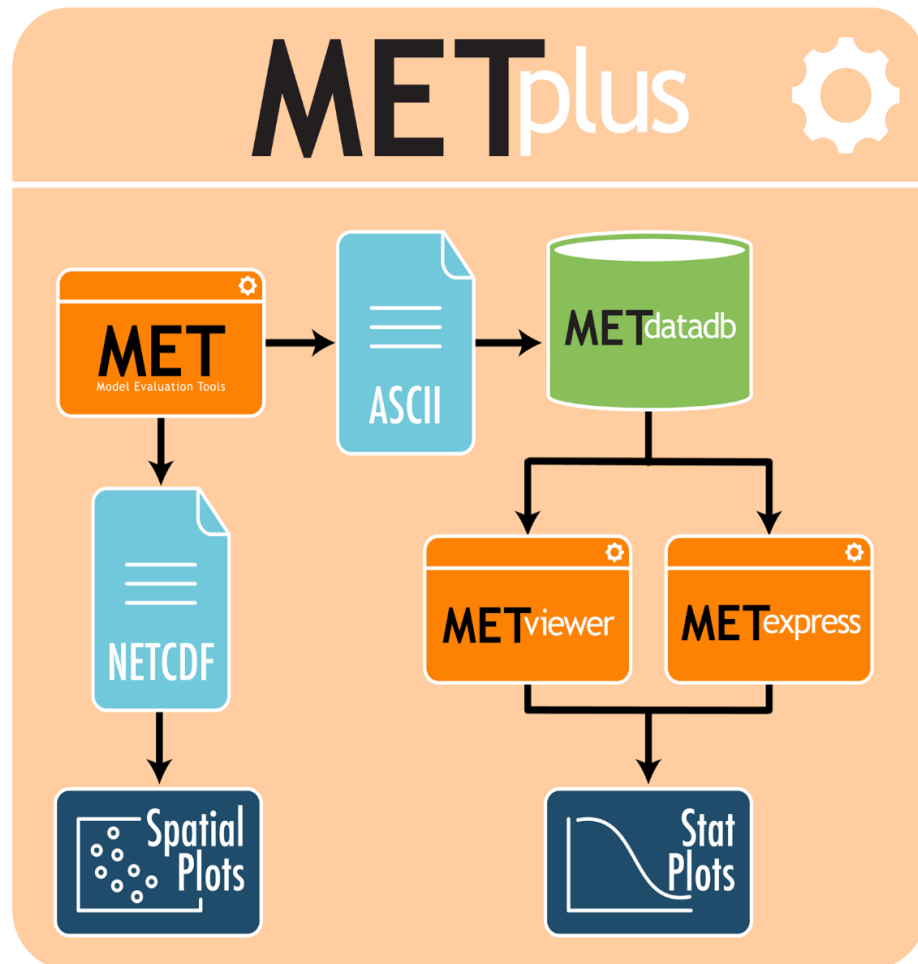 METplus
MET
Model Evaluation Tools
ASCII
METdatadb
NETCDF
METviewer
METexpress
Spatial
Plots
Stat
Plots